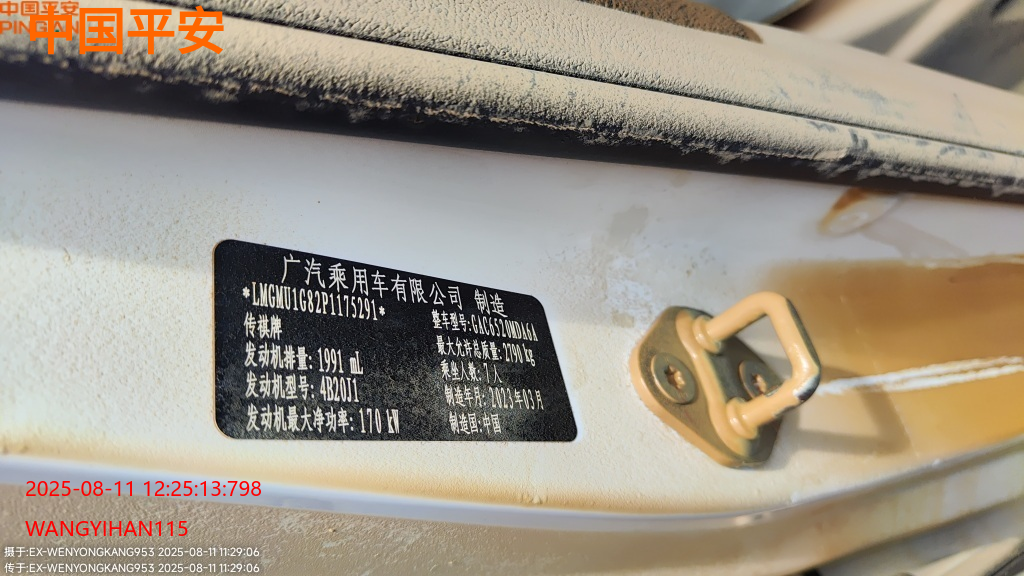 中国平安
PING
中国平安
广汽乘用车有限公司 制造
*LMGMU1G82P1175291*
传祺牌
整车型号:GAC6520MDA6A
发动机排量: 1991 mL
最大允许总质量: 2790 kg
发动机型号: 4B20J1
乘坐人数: 7人
发动机最大净功率: 170 kW
制造年月: 2023年03月
制造国:中国
2025-08-11 12:25:13:798
WANGYIHAN115
摄于:EX-WENYONGKANG953 2025-08-11 11:29:06
传于:EX-WENYONGKANG953 2025-08-11 11:29:06